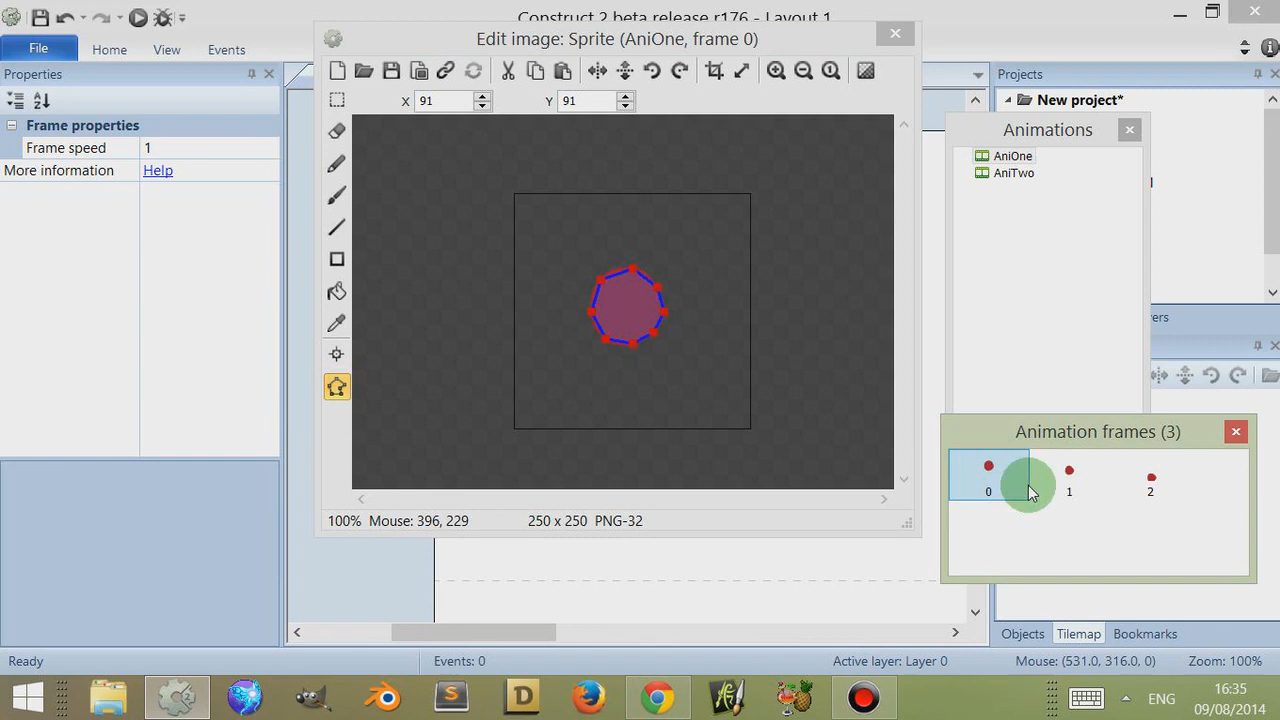 Construct 2 beta release r176 - Layout 1
File
Home
View
Events
Properties
Frame properties
Frame speed
1
More information
Help
Edit image: Sprite (AniOne, frame 0)
X
91
Y
91
100%
Mouse: 396, 229
250 x 250
PNG-32
Projects
New project*
Animations
AniOne
AniTwo
Animation frames (3)
0
1
2
Objects
Tilemap
Bookmarks
Ready
Events: 0
Active layer: Layer 0
Mouse: (531.0, 316.0, 0)
Zoom: 100%
S
D
ENG
16:35
09/08/2014